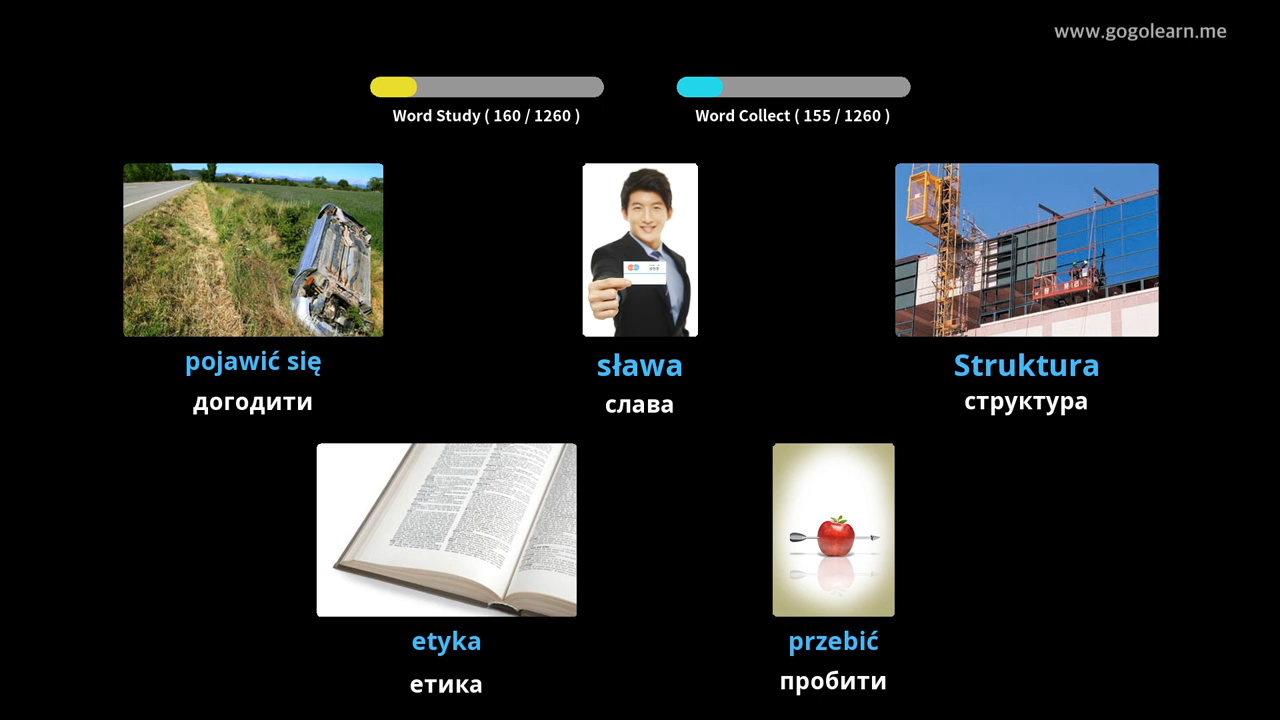 www.gogolearn.me
Word Study ( 160 / 1260 )
Word Collect ( 155 / 1260 )
pojawić się
догодити
sława
слава
Struktura
структура
etyka
етика
przebić
пробити